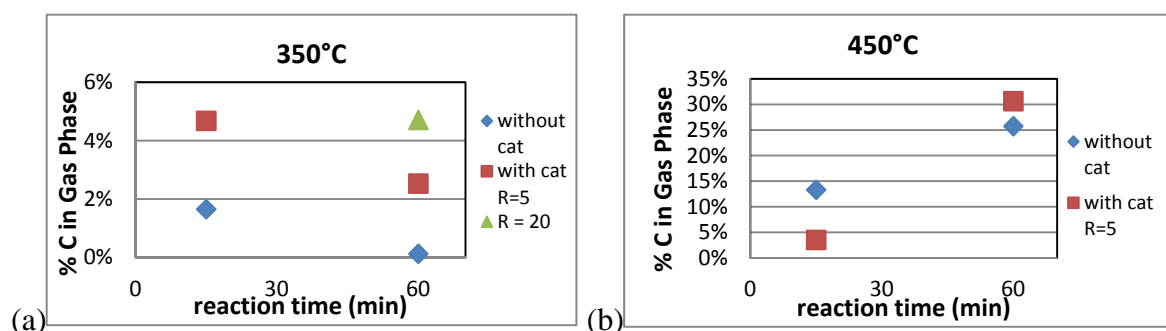 350°C
6%
4%
2%
0%
% C in Gas Phase
0
30
60
reaction time (min)
without
cat
with cat
R=5
R = 20
(a)
450°C
35%
30%
25%
20%
15%
10%
5%
0%
% C in Gas Phase
0
30
60
reaction time (min)
without
cat
with cat
R=5
(b)